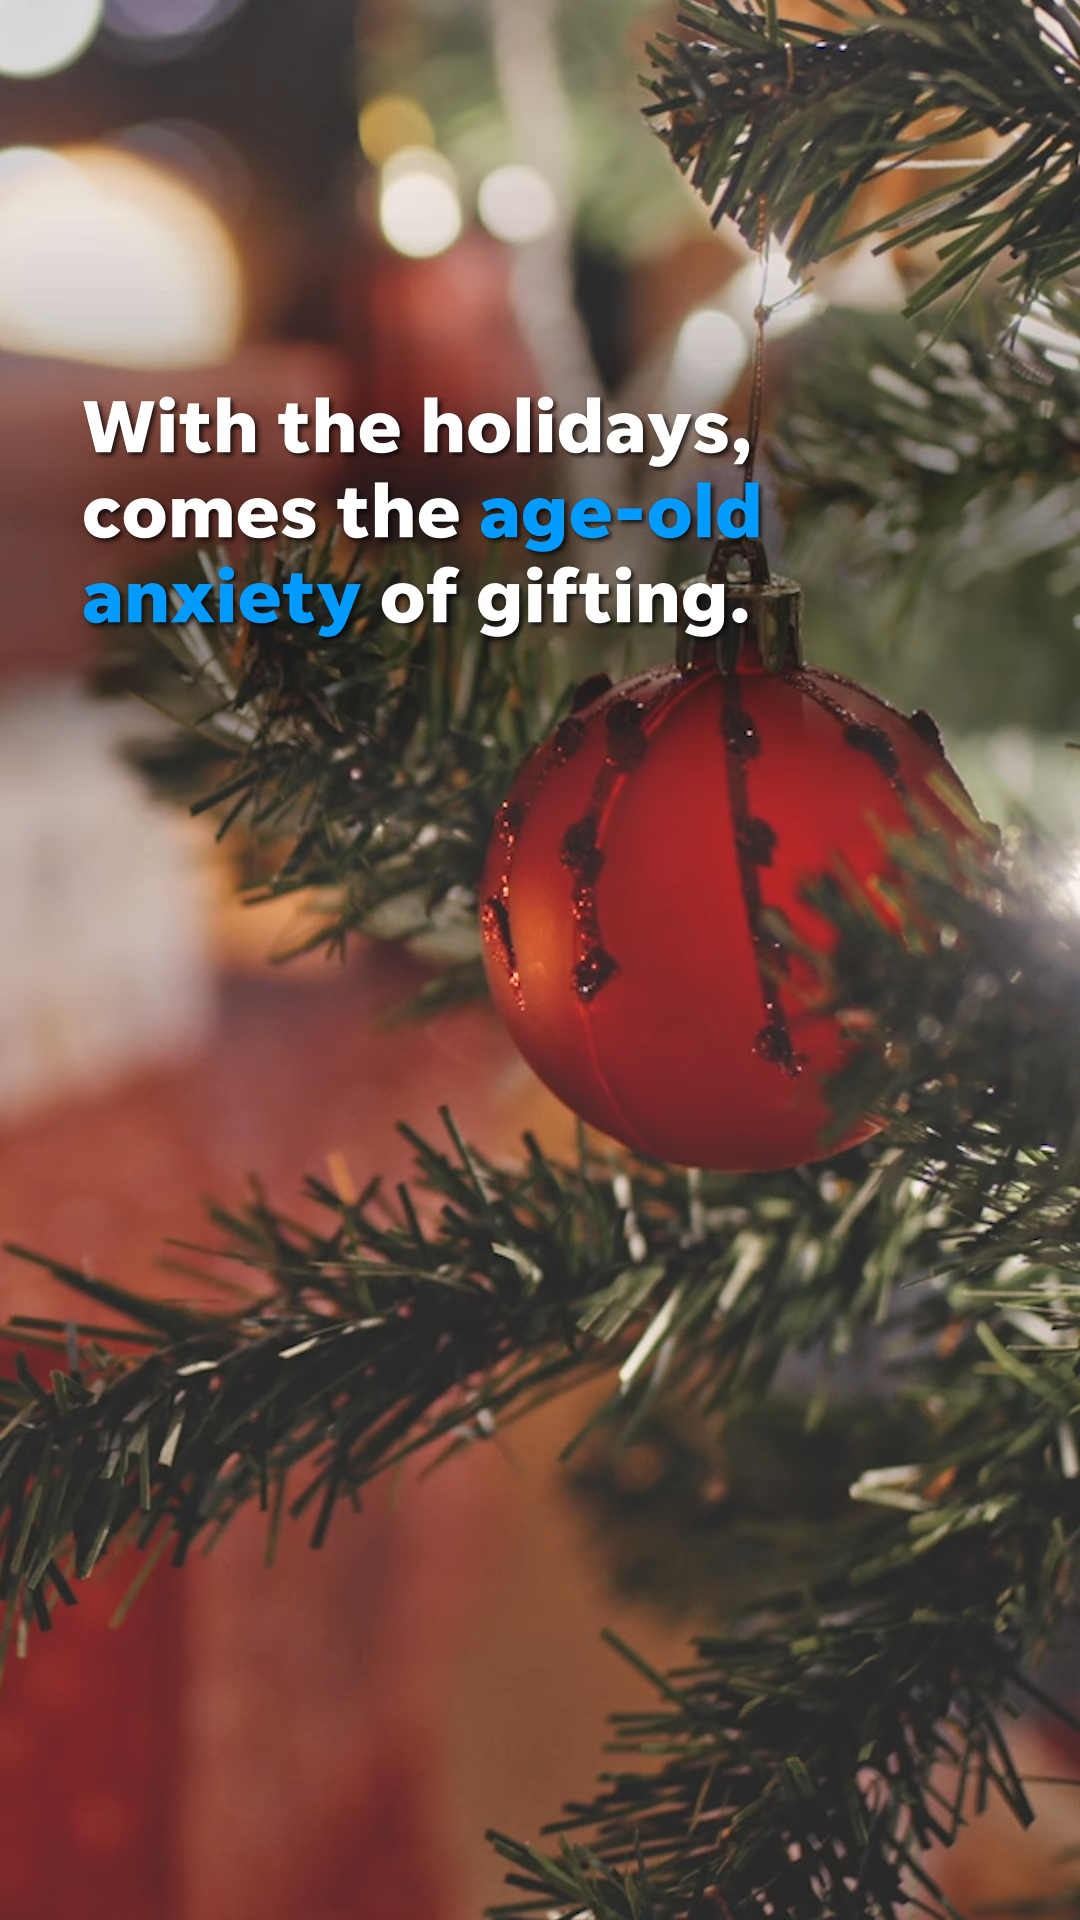 With the holidays,
comes the age-old
anxiety of gifting.